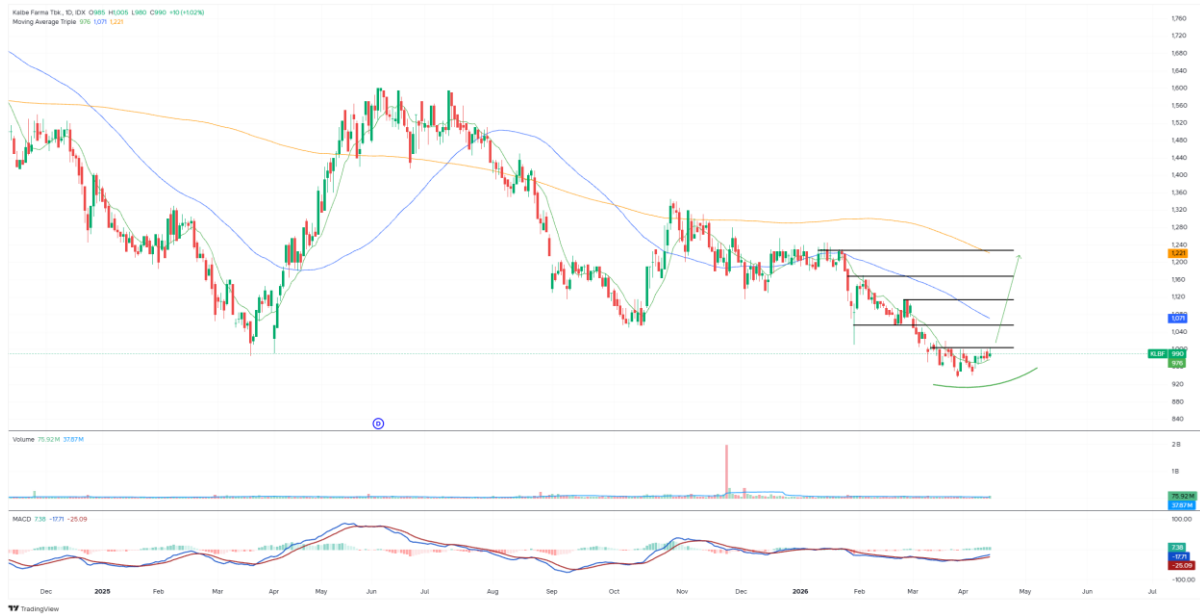 Kalbe Farma Tbk., 1D, IDX O985 H1,005 L980 C990 +10 (+1.02%)
Moving Average Triple 976 1,071 1,221
1,760
1,720
1,680
1,640
1,600
1,560
1,520
1,480
1,440
1,400
1,360
1,320
1,280
1,240
1,221
1,200
1,160
1,120
1,071
1,040
1,000
KLBF 990
976
920
880
840
D
Volume 75.92M 37.87M
2B
1B
75.92M
37.87M
MACD 7.38 -17.71 -25.09
100.00
7.38
-17.71
-25.09
-100.00
Dec 2025 Feb Mar Apr May Jun Jul Aug Sep Oct Nov Dec 2026 Feb Mar Apr May Jun Jul
TradingView